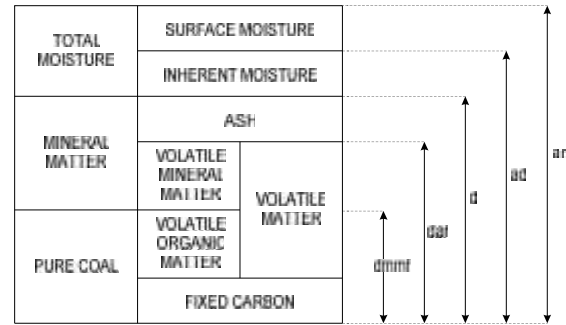 TOTAL
MOISTURE
SURFACE MOISTURE
INHERENT MOISTURE
MINERAL
MATTER
ASH
VOLATILE
MINERAL
MATTER
VOLATILE
MATTER
PURE COAL
VOLATILE
ORGANIC
MATTER
FIXED CARBON
dmmf
daf
d
ad
ar